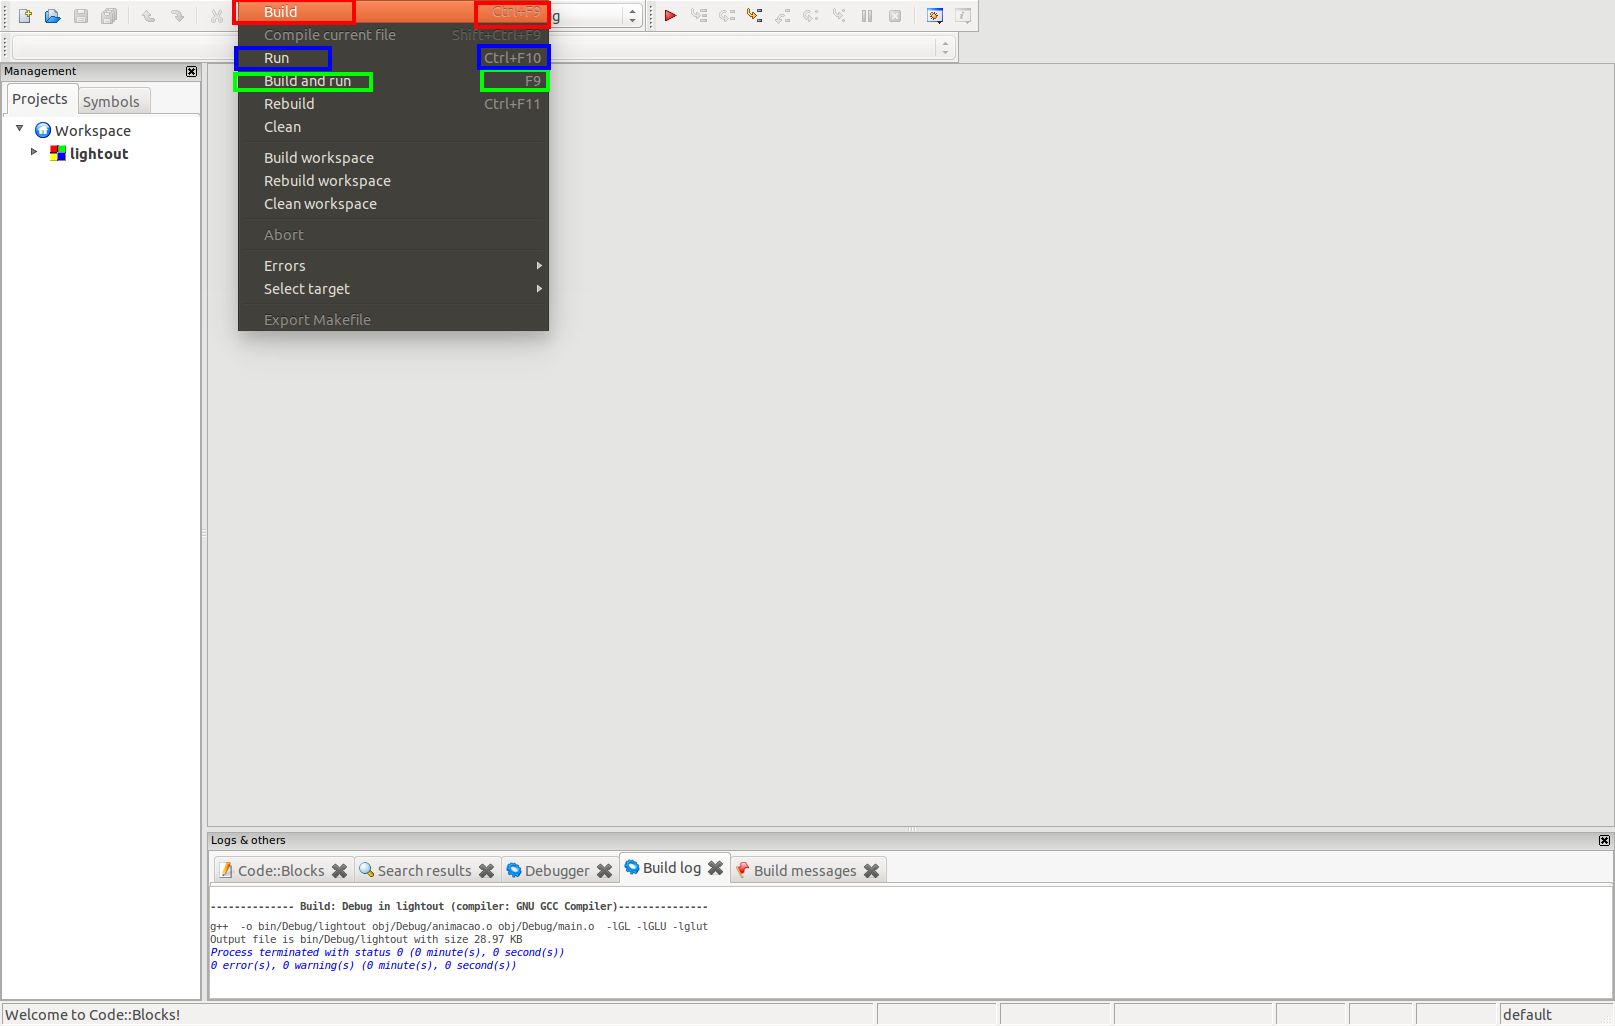 Build Ctrl+F9
g
Compile current file Shift+Ctrl+F9
Run Ctrl+F10
Build and run F9
Rebuild Ctrl+F11
Clean
Build workspace
Rebuild workspace
Clean workspace
Abort
Errors
Select target
Export Makefile
Management
Projects Symbols
Workspace
lightout
Logs & others
Code::Blocks Search results Debugger Build log Build messages
-------------- Build: Debug in lightout (compiler: GNU GCC Compiler)---------------
g++  -o bin/Debug/lightout obj/Debug/animacao.o obj/Debug/main.o  -lGL -lGLU -lglut
Output file is bin/Debug/lightout with size 28.97 KB
Process terminated with status 0 (0 minute(s), 0 second(s))
0 error(s), 0 warning(s) (0 minute(s), 0 second(s))
Welcome to Code::Blocks! default